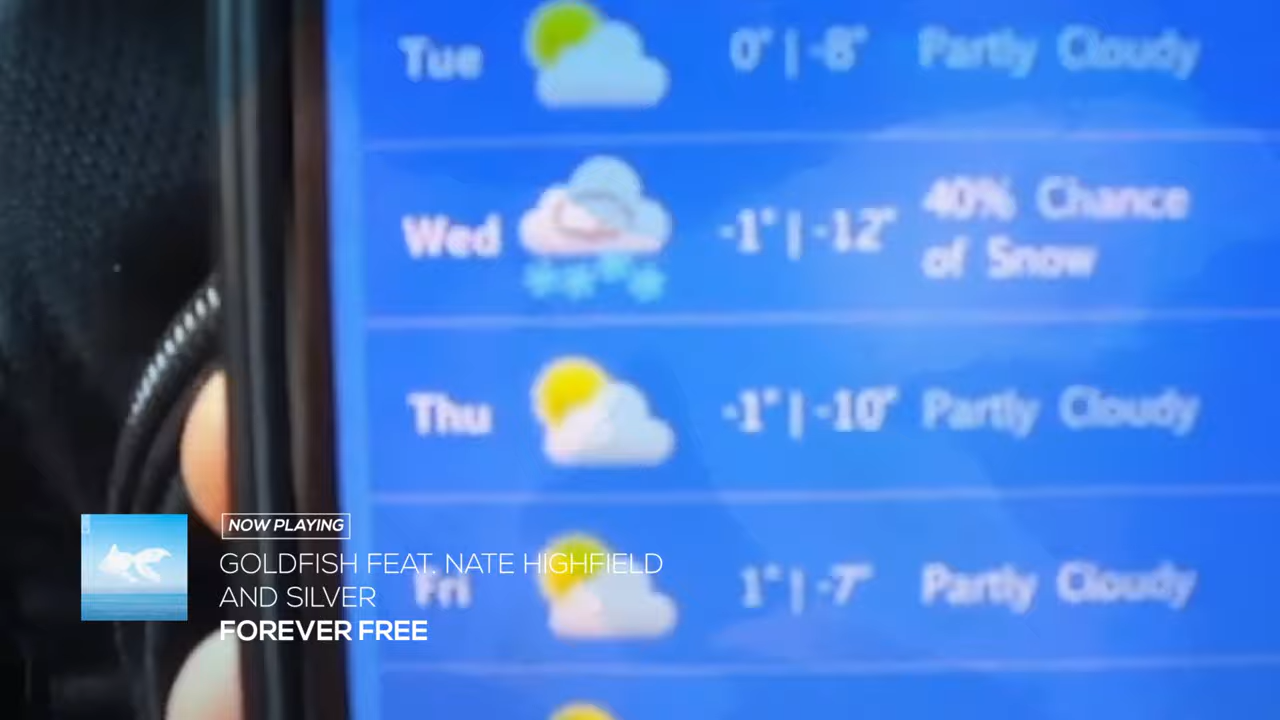 Tue 0° | -8° Partly Cloudy
Wed -1° | -12° 40% Chance
of Snow
Thu -1° | -10° Partly Cloudy
Fri 1° | -7° Partly Cloudy
NOW PLAYING
GOLDFISH FEAT. NATE HIGHFIELD
AND SILVER
FOREVER FREE